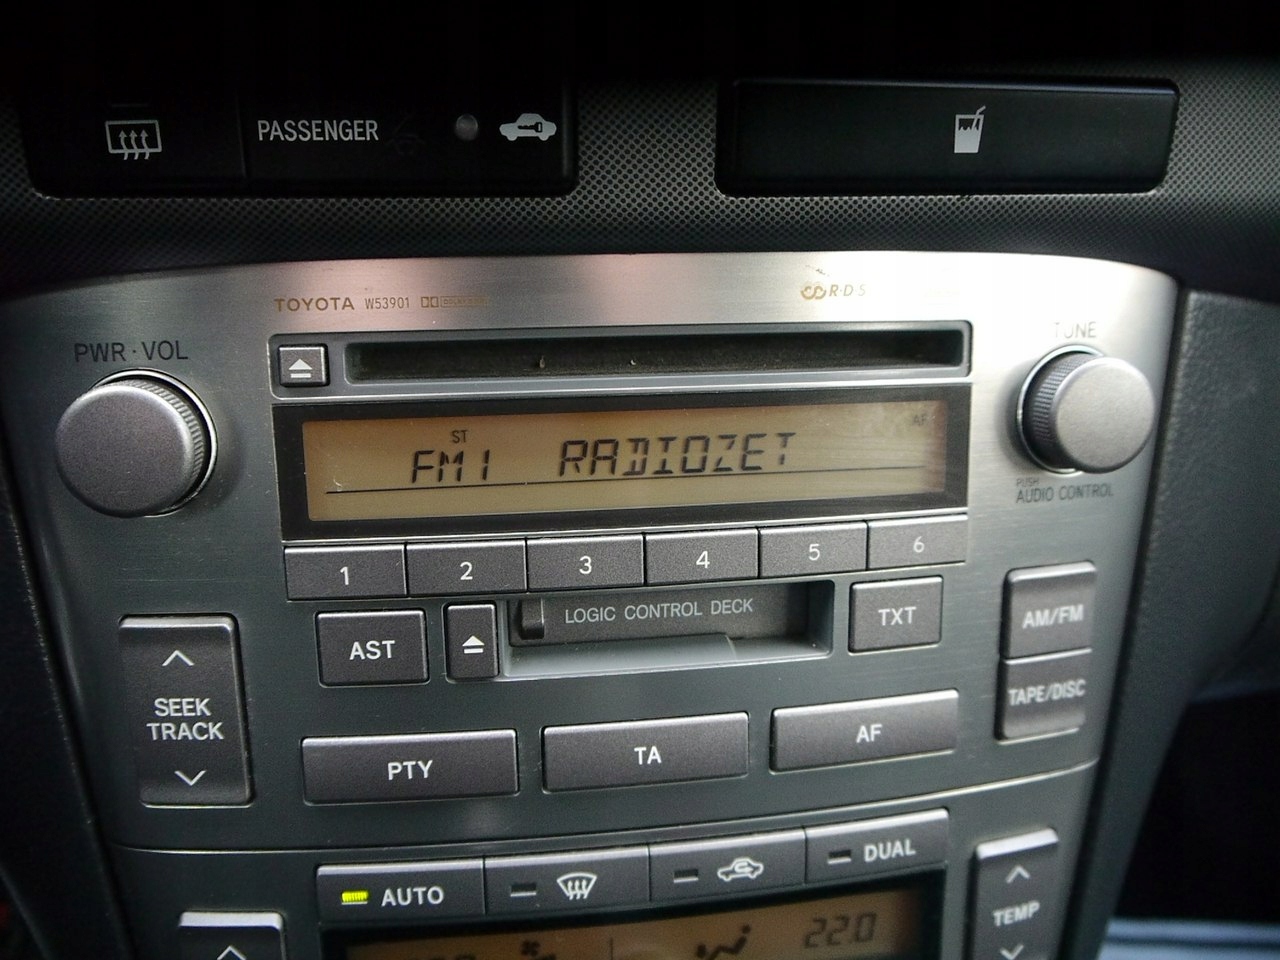 PASSENGER
TOYOTA W53901
R·D·S
PWR·VOL
TUNE
ST
AF
FM1 RADIOZET
PUSH
AUDIO CONTROL
1 2 3 4 5 6
AST
LOGIC CONTROL DECK
TXT
AM/FM
SEEK
TRACK
TAPE/DISC
PTY
TA
AF
AUTO
DUAL
TEMP
22.0